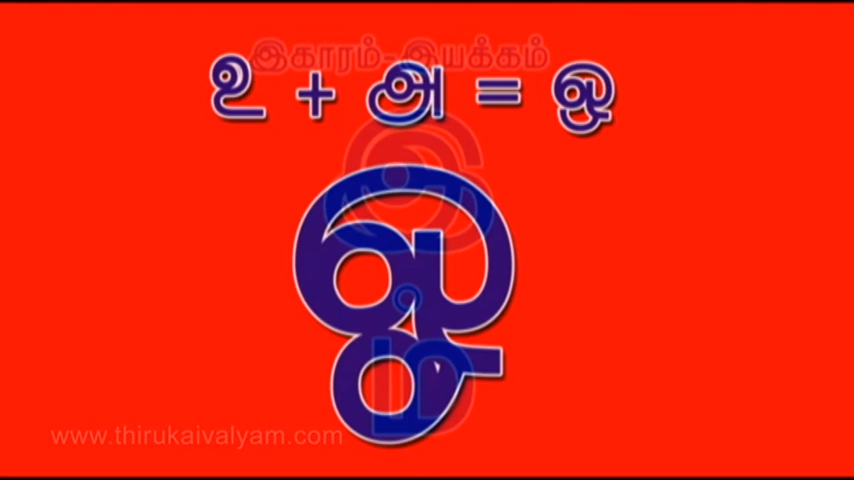 இகாரம்-இயக்கம்
உ + அ = ஒ
ஒ
www.thirukaivalyam.com